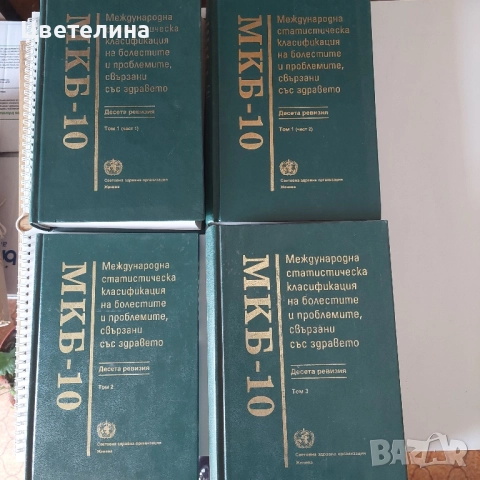 Цветелина
МКБ-10
Международна
статистическа
класификация
на болестите
и проблемите,
свързани
със здравето
Десета ревизия
Том 1 (част 1)
Световна здравна организация
Женева
МКБ-10
Международна
статистическа
класификация
на болестите
и проблемите,
свързани
със здравето
Десета ревизия
Том 1 (част 2)
Световна здравна организация
Женева
МКБ-10
Международна
статистическа
класификация
на болестите
и проблемите,
свързани
със здравето
Десета ревизия
Том 2
Световна здравна организация
Женева
МКБ-10
Международна
статистическа
класификация
на болестите
и проблемите,
свързани
със здравето
Десета ревизия
Том 3
Световна здравна организация
Женева
BAZAR